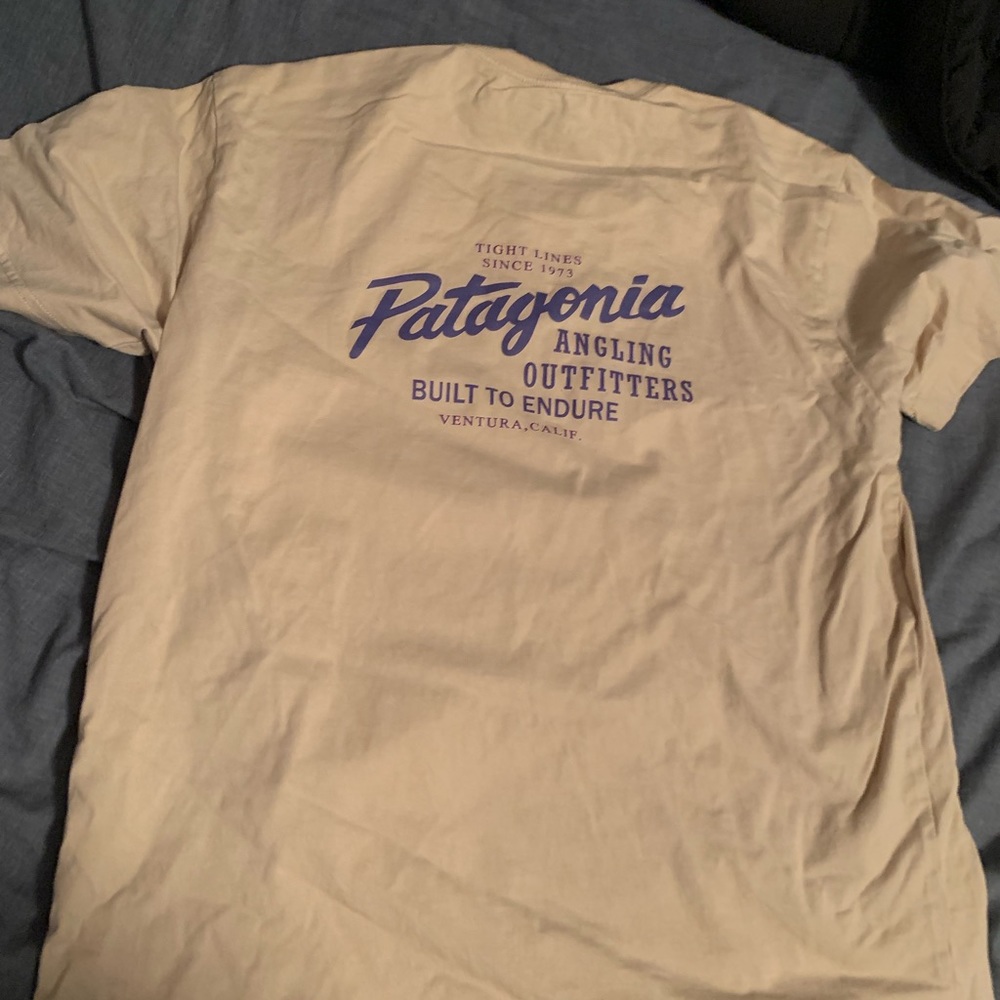 TIGHT LINES
SINCE 1973
Patagonia
ANGLING
OUTFITTERS
BUILT TO ENDURE
VENTURA, CALIF.